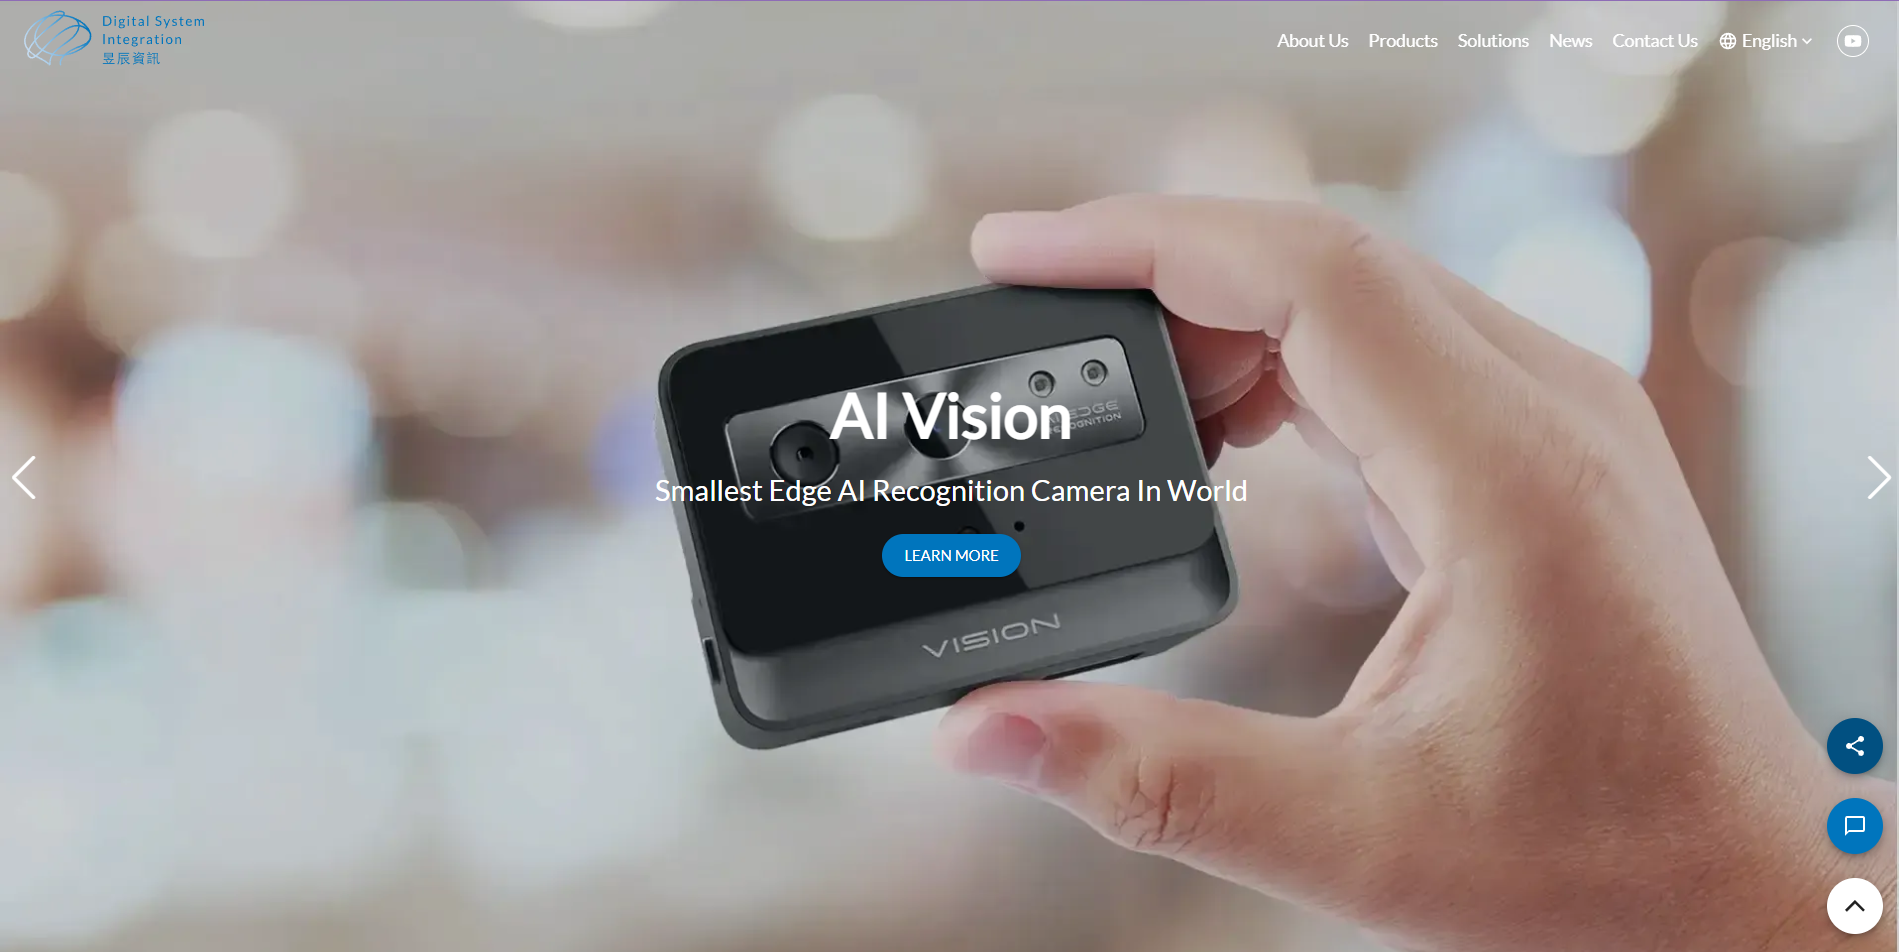 Digital System
Integration
昱辰資訊
About Us
Products
Solutions
News
Contact Us
English
AI Vision
EDGE
RECOGNITION
Smallest Edge AI Recognition Camera In World
LEARN MORE
VISION